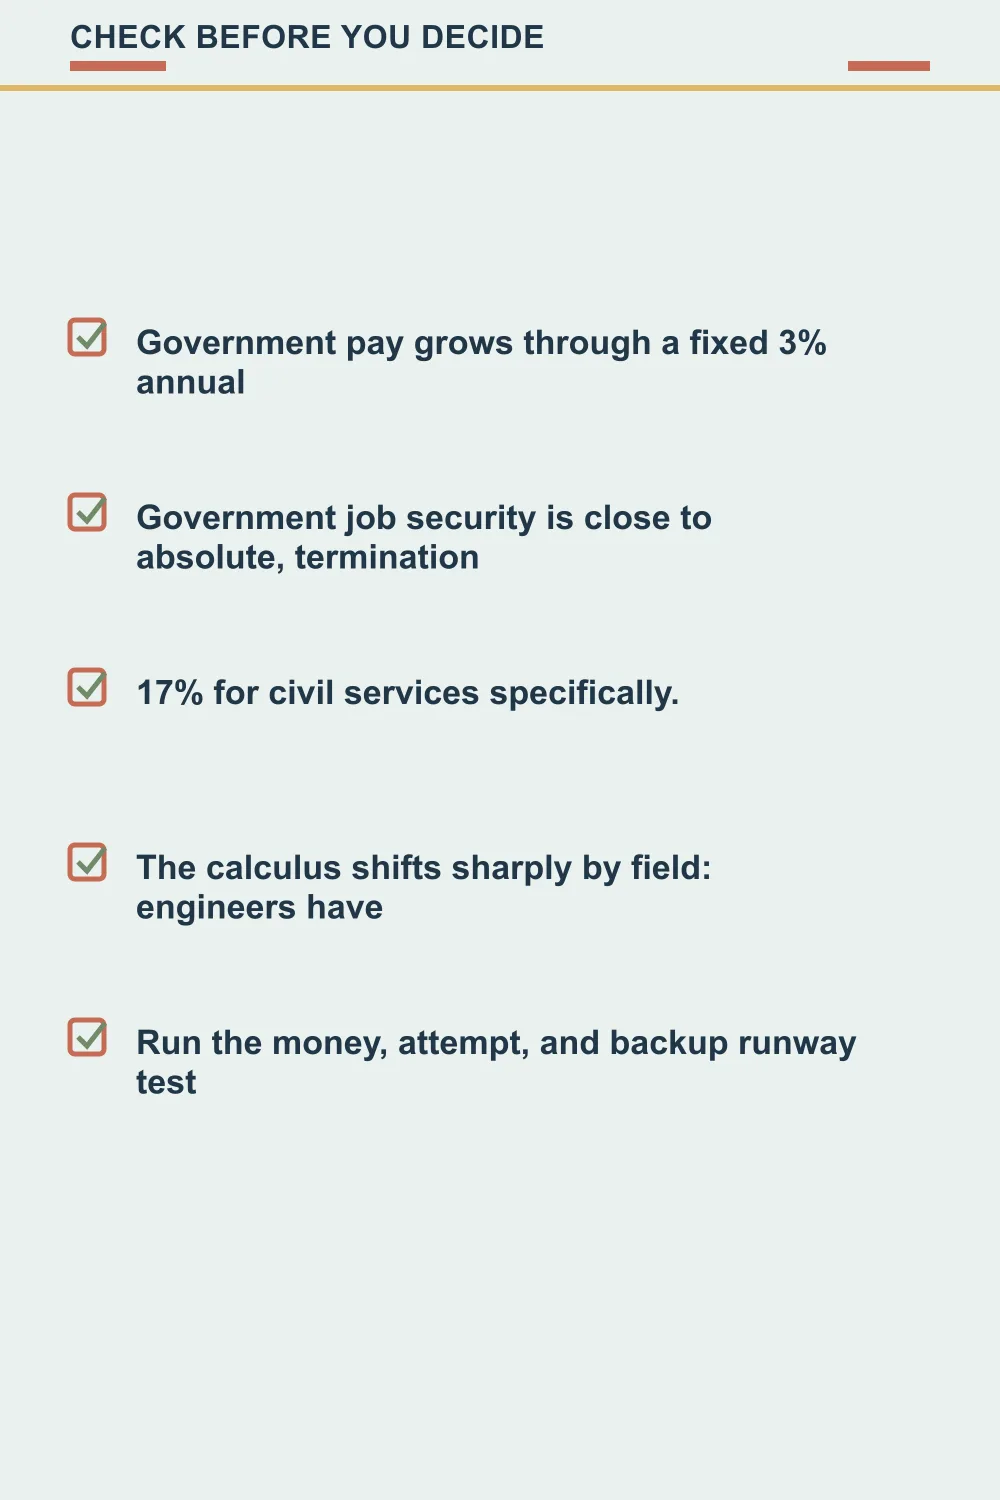 CHECK BEFORE YOU DECIDE
Government pay grows through a fixed 3%
annual
Government job security is close to
absolute, termination
17% for civil services specifically.
The calculus shifts sharply by field:
engineers have
Run the money, attempt, and backup runway
test